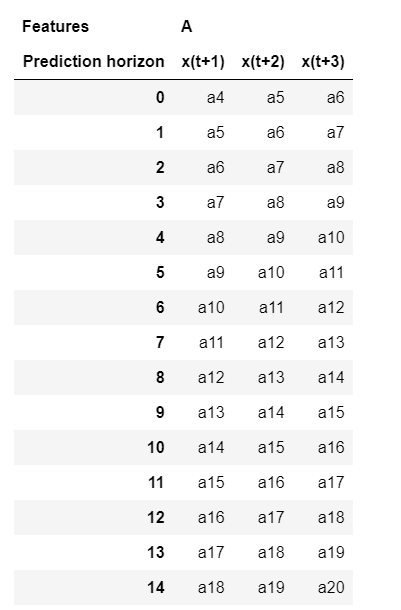 Features A
Prediction horizon x(t+1) x(t+2) x(t+3)
0 a4 a5 a6
1 a5 a6 a7
2 a6 a7 a8
3 a7 a8 a9
4 a8 a9 a10
5 a9 a10 a11
6 a10 a11 a12
7 a11 a12 a13
8 a12 a13 a14
9 a13 a14 a15
10 a14 a15 a16
11 a15 a16 a17
12 a16 a17 a18
13 a17 a18 a19
14 a18 a19 a20